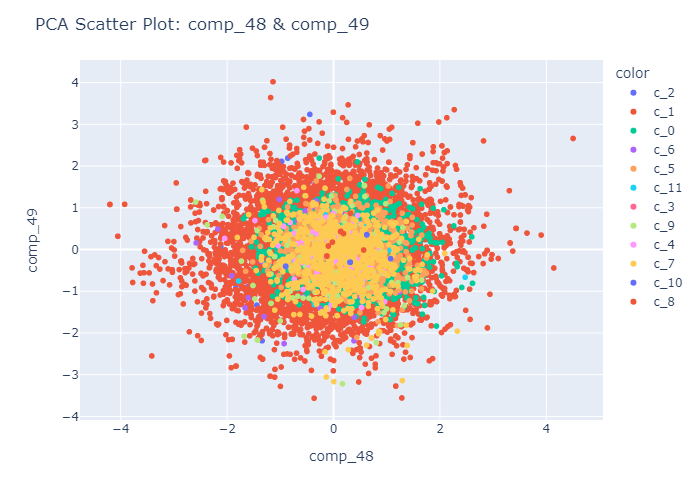 PCA Scatter Plot: comp_48 & comp_49
color
c_2
c_1
c_0
c_6
c_5
c_11
c_3
c_9
c_4
c_7
c_10
c_8
comp_49
4
3
2
1
0
−1
−2
−3
−4
−4
−2
0
2
4
comp_48